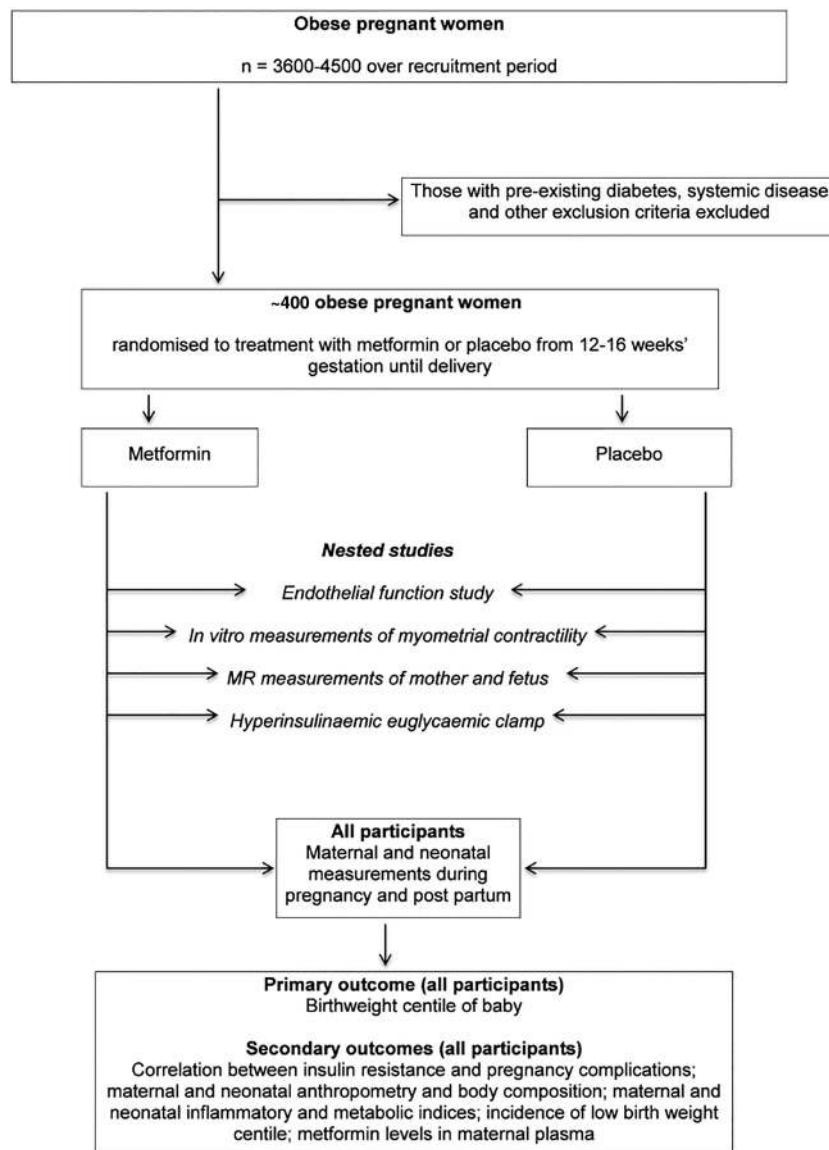 Obese pregnant women
n = 3600-4500 over recruitment period
Those with pre-existing diabetes, systemic disease
and other exclusion criteria excluded
~400 obese pregnant women
randomised to treatment with metformin or placebo from 12-16 weeks'
gestation until delivery
Metformin
Placebo
Nested studies
Endothelial function study
In vitro measurements of myometrial contractility
MR measurements of mother and fetus
Hyperinsulinaemic euglycaemic clamp
All participants
Maternal and neonatal
measurements during
pregnancy and post partum
Primary outcome (all participants)
Birthweight centile of baby
Secondary outcomes (all participants)
Correlation between insulin resistance and pregnancy complications;
maternal and neonatal anthropometry and body composition; maternal and
neonatal inflammatory and metabolic indices; incidence of low birth weight
centile; metformin levels in maternal plasma